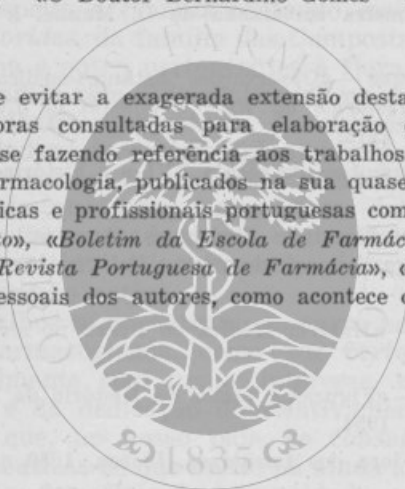 «O Doutor Bernardino Gomes
e evitar a exagerada extensão desta
oras consultadas para elaboração
se fazendo referência aos trabalhos
rmacologia, publicados na sua quase
icas e profissionais portuguesas com
to», «Boletim da Escola de Farmác
Revista Portuguesa de Farmácia»,
essoais dos autores, como acontece
1835